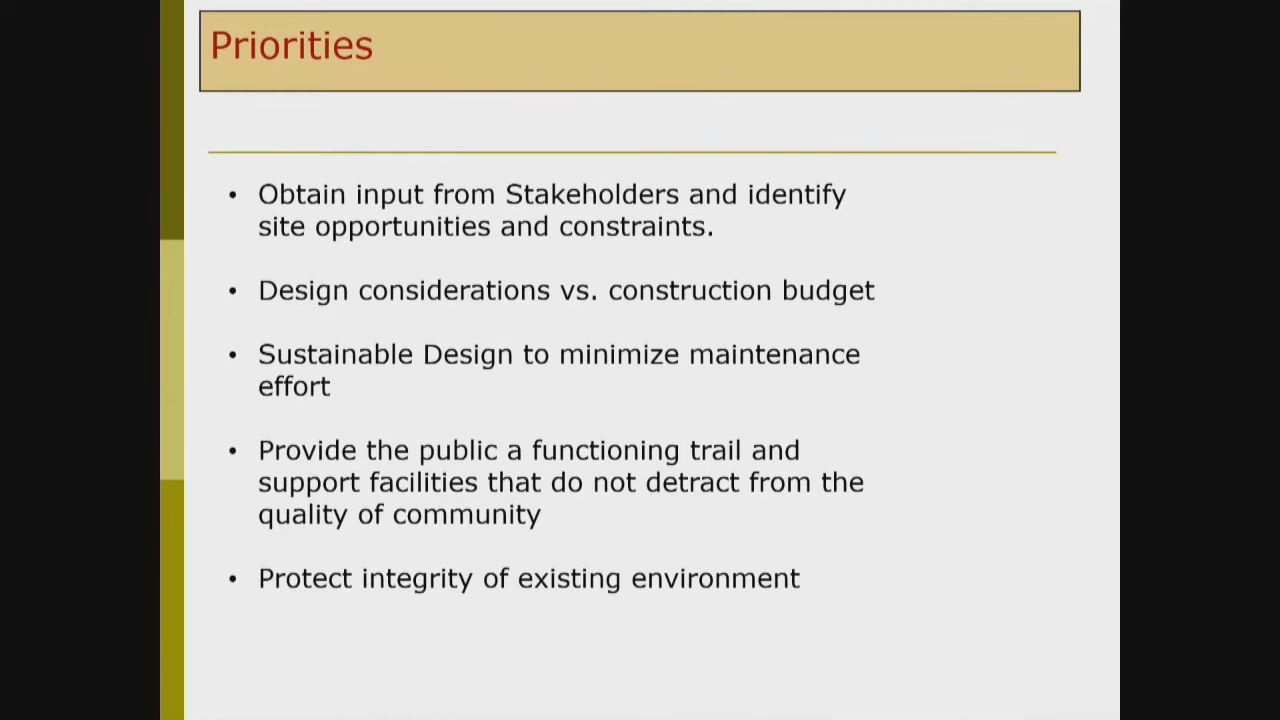 Priorities
• Obtain input from Stakeholders and identify
site opportunities and constraints.
• Design considerations vs. construction budget
• Sustainable Design to minimize maintenance
effort
• Provide the public a functioning trail and
support facilities that do not detract from the
quality of community
• Protect integrity of existing environment